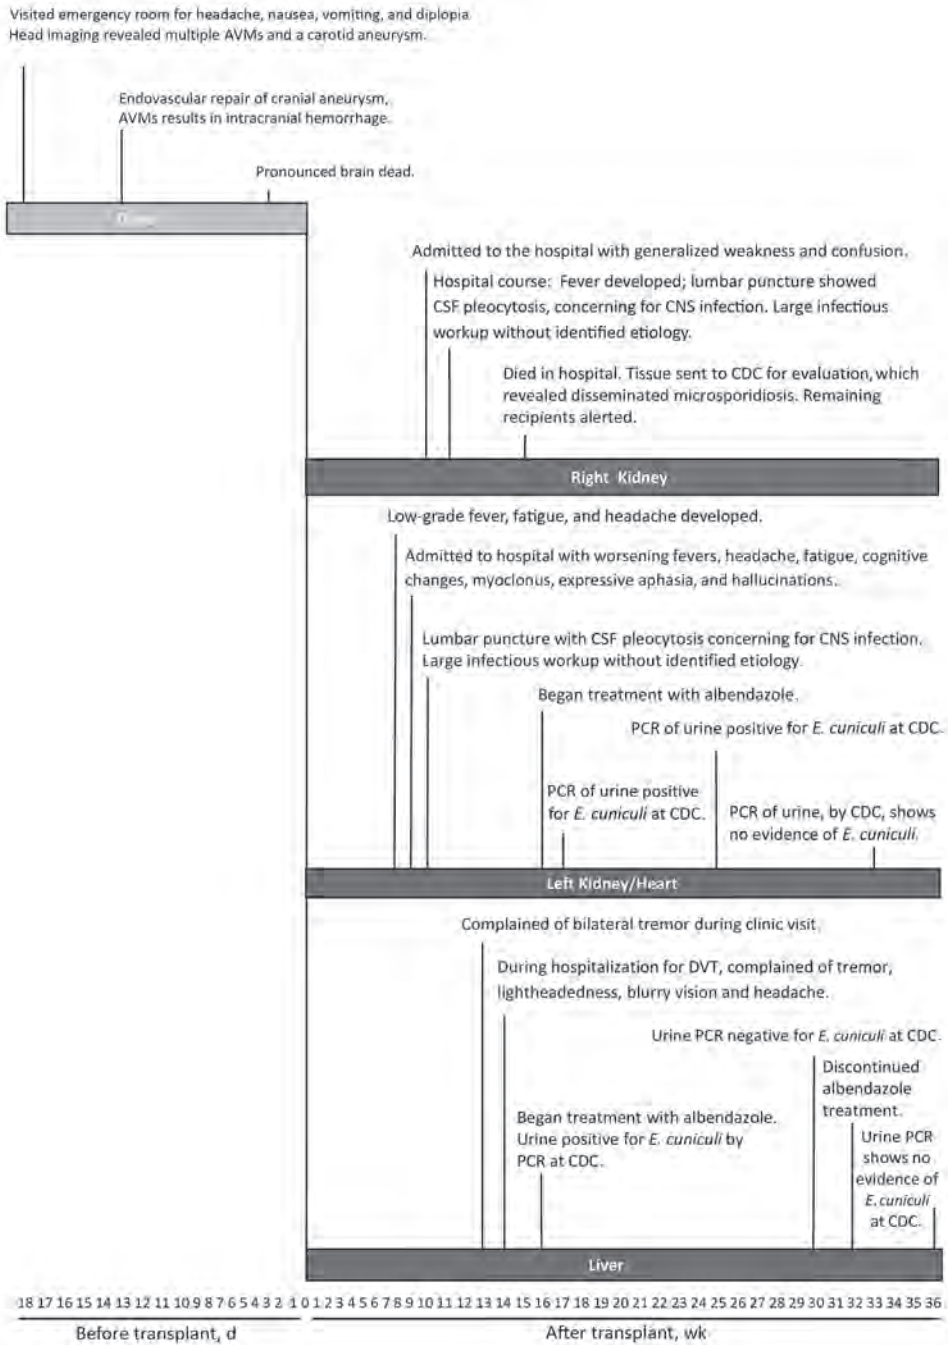 Visited emergency room for headache, nausea, vomiting, and diplopia
Head imaging revealed multiple AVMs and a carotid aneurysm.
Endovascular repair of cranial aneurysm,
AVMs results in intracranial hemorrhage.
Pronounced brain dead.
Admitted to the hospital with generalized weakness and confusion.
Hospital course: Fever developed; lumbar puncture showed
CSF pleocytosis, concerning for CNS infection. Large infectious
workup without identified etiology.
Died in hospital. Tissue sent to CDC for evaluation, which
revealed disseminated microsporidiosis. Remaining
recipients alerted.
Right Kidney
Low-grade fever, fatigue, and headache developed.
Admitted to hospital with worsening fevers, headache, fatigue, cognitive
changes, myoclonus, expressive aphasia, and hallucinations.
Lumbar puncture with CSF pleocytosis concerning for CNS infection.
Large infectious workup without identified etiology.
Began treatment with albendazole.
PCR of urine positive for E. cuniculi at CDC.
PCR of urine positive
for E. cuniculi at CDC.
PCR of urine, by CDC, shows
no evidence of E. cuniculi.
Left Kidney/Heart
Complained of bilateral tremor during clinic visit.
During hospitalization for DVT, complained of tremor,
lightheadedness, blurry vision and headache.
Urine PCR negative for E. cuniculi at CDC.
Discontinued
albendazole
treatment.
Began treatment with albendazole.
Urine positive for E. cuniculi by
PCR at CDC.
Urine PCR
shows no
evidence of
E. cuniculi
at CDC.
Liver
18 17 16 15 14 13 12 11 10 9 8 7 6 5 4 3 2 1 0 1 2 3 4 5 6 7 8 9 10 11 12 13 14 15 16 17 18 19 20 21 22 23 24 25 26 27 28 29 30 31 32 33 34 35 36
Before transplant, d
After transplant, wk